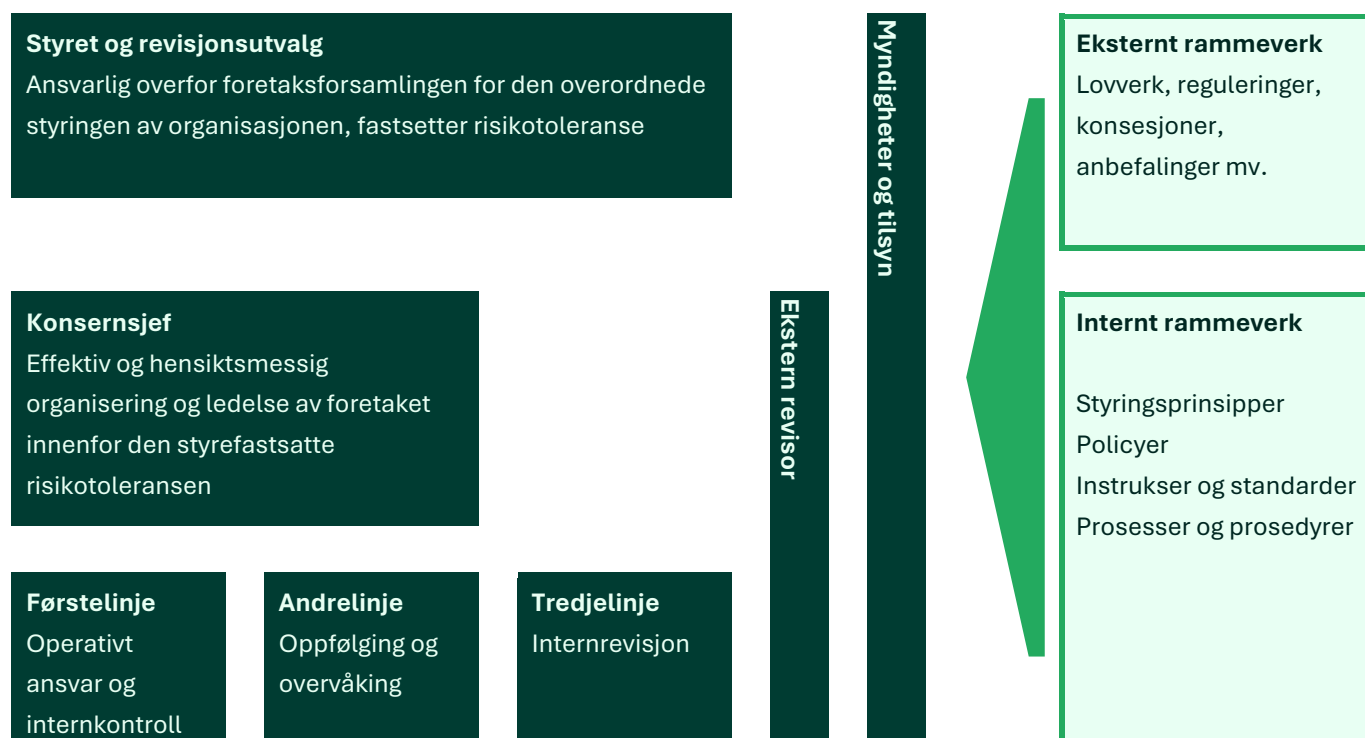 Styret og revisjonsutvalg
Ansvarlig overfor foretaksforsamlingen for den overordnede
styringen av organisasjonen, fastsetter risikotoleranse
Konsernsjef
Effektiv og hensiktsmessig
organisering og ledelse av foretaket
innenfor den styrefastsatte
risikotoleransen
Førstelinje
Operativt
ansvar og
internkontroll
Andrelinje
Oppfølging og
overvåking
Tredjelinje
Internrevisjon
Ekstern revisor
Myndigheter og tilsyn
Eksternt rammeverk
Lovverk, reguleringer,
konsesjoner,
anbefalinger mv.
Internt rammeverk
Styringsprinsipper
Policyer
Instrukser og standarder
Prosesser og prosedyrer